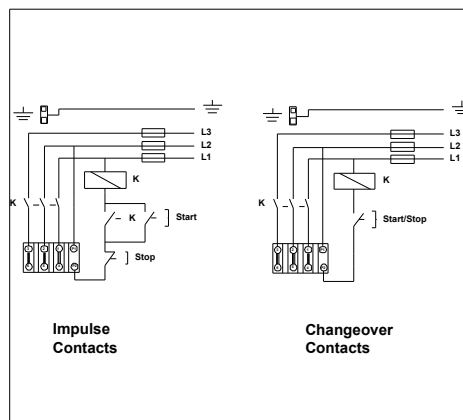 L3
L2
L1
K
K
K
Start
Stop
Impulse
Contacts
L3
L2
L1
K
K
Start/Stop
Changeover
Contacts